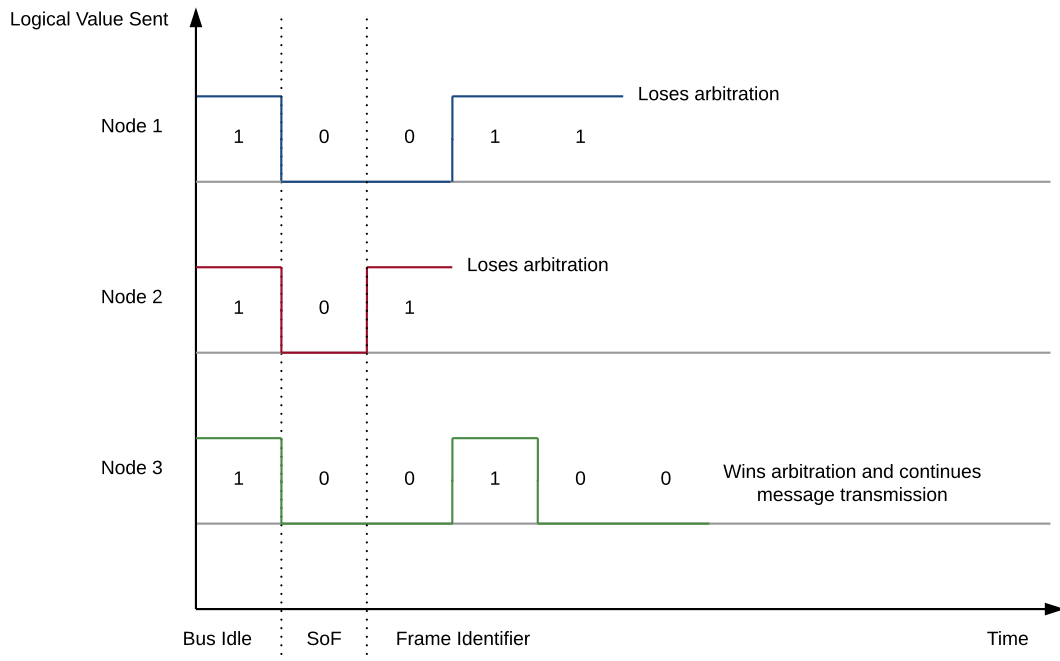 Logical Value Sent
Loses arbitration
Node 1
1 0 0 1 1
Loses arbitration
Node 2
1 0 1
Node 3
1 0 0 1 0 0
Wins arbitration and continues
message transmission
Bus Idle SoF Frame Identifier Time